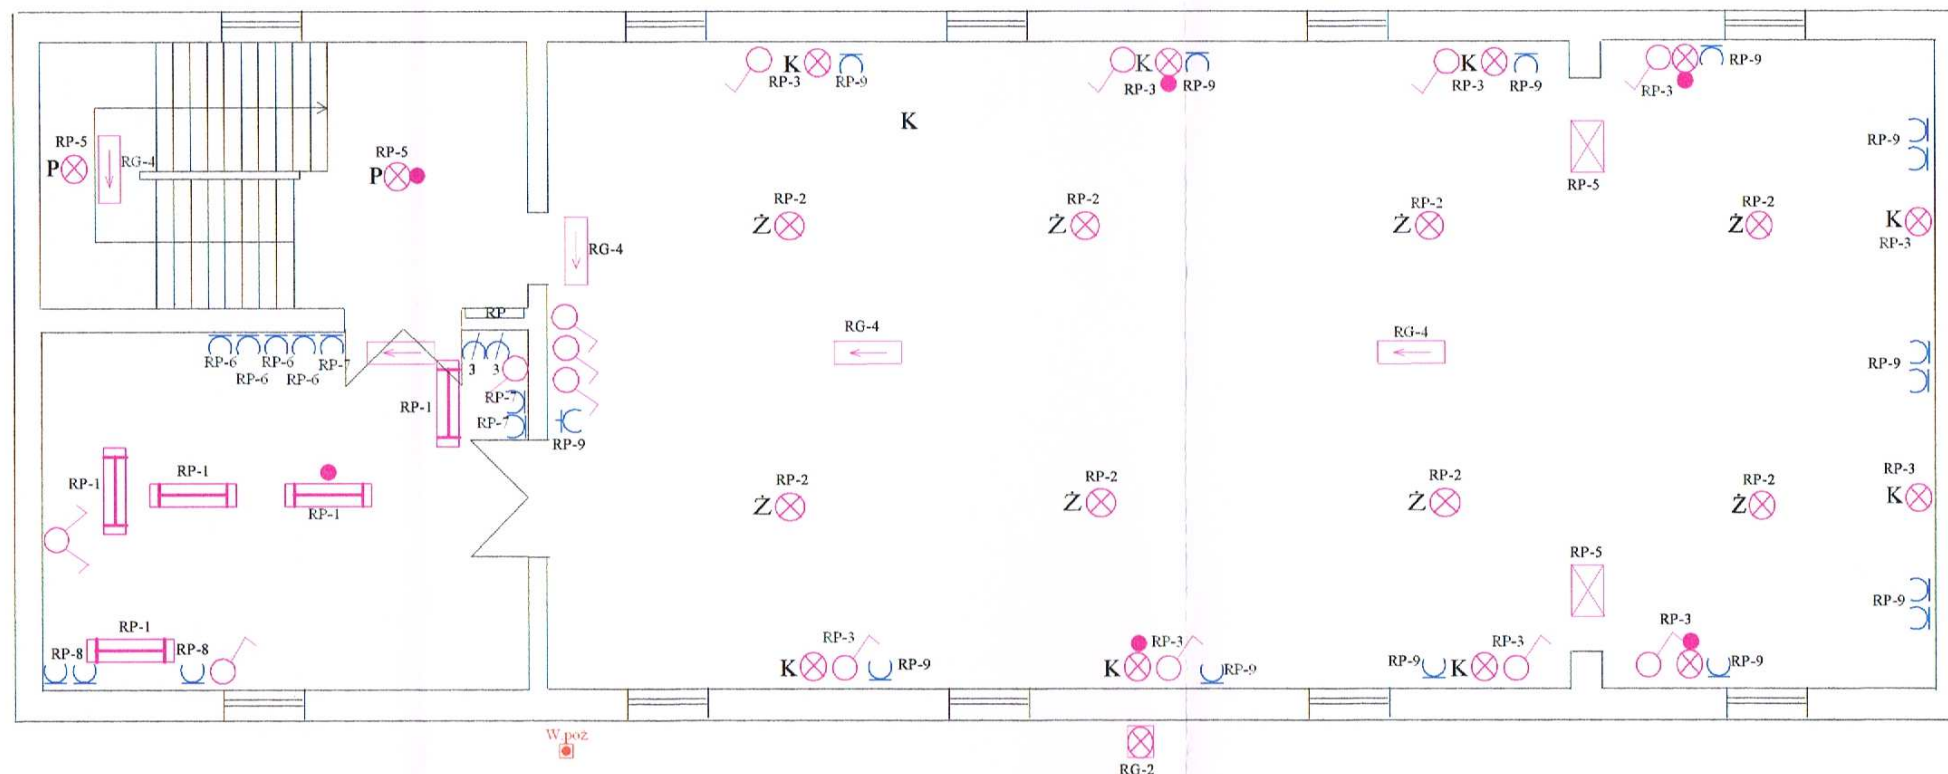 K
RP-3
RP-9
K
RP-3
RP-9
K
RP-3
RP-9
RP-3
RP-9
K
RP-5
P
RG-4
RP-5
P
RP-9
RP-5
RP-2
Ż
RP-2
Ż
RP-2
Ż
RP-2
Ż
K
RP-3
RG-4
RP
RG-4
RG-4
RP-6
RP-6
RP-6
RP-6
RP-7
3
3
RP-1
RP-7
RP-7
RP-9
RP-9
RP-1
RP-1
RP-1
RP-2
Ż
RP-2
Ż
RP-2
Ż
RP-2
Ż
RP-3
K
RP-5
RP-9
RP-1
RP-8
RP-8
RP-3
K
RP-9
RP-3
K
RP-9
RP-9
K
RP-3
RP-3
RP-9
W.poż
RG-2